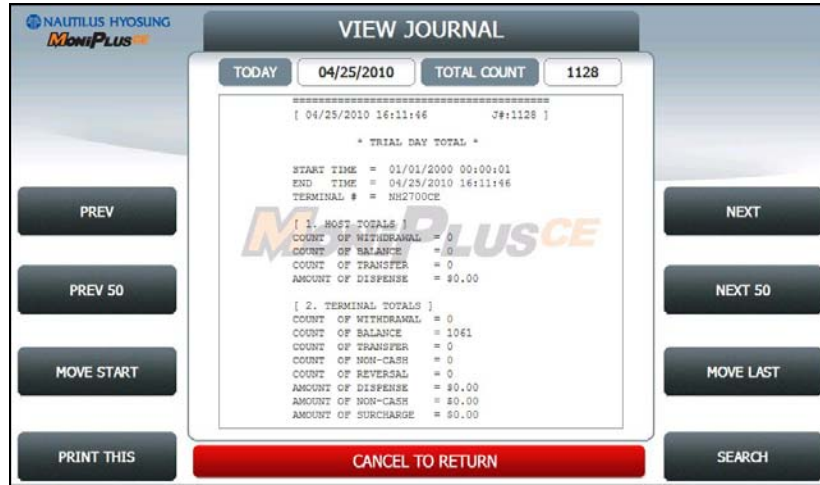 NAUTILUS HYOSUNG
MONIPLUSCE
VIEW JOURNAL
TODAY 04/25/2010 TOTAL COUNT 1128
========================================
[ 04/25/2010 16:11:46 J#:1128 ]
* TRIAL DAY TOTAL *
START TIME = 01/01/2000 00:00:01
END TIME = 04/25/2010 16:11:46
TERMINAL # = NH2700CE
[ 1. HOST TOTALS ]
COUNT OF WITHDRAWAL = 0
COUNT OF BALANCE = 0
COUNT OF TRANSFER = 0
AMOUNT OF DISPENSE = $0.00
[ 2. TERMINAL TOTALS ]
COUNT OF WITHDRAWAL = 0
COUNT OF BALANCE = 1061
COUNT OF TRANSFER = 0
COUNT OF NON-CASH = 0
COUNT OF REVERSAL = 0
AMOUNT OF DISPENSE = $0.00
AMOUNT OF NON-CASH = $0.00
AMOUNT OF SURCHARGE = $0.00
MONIPLUSCE
PREV
PREV 50
MOVE START
PRINT THIS
NEXT
NEXT 50
MOVE LAST
SEARCH
CANCEL TO RETURN